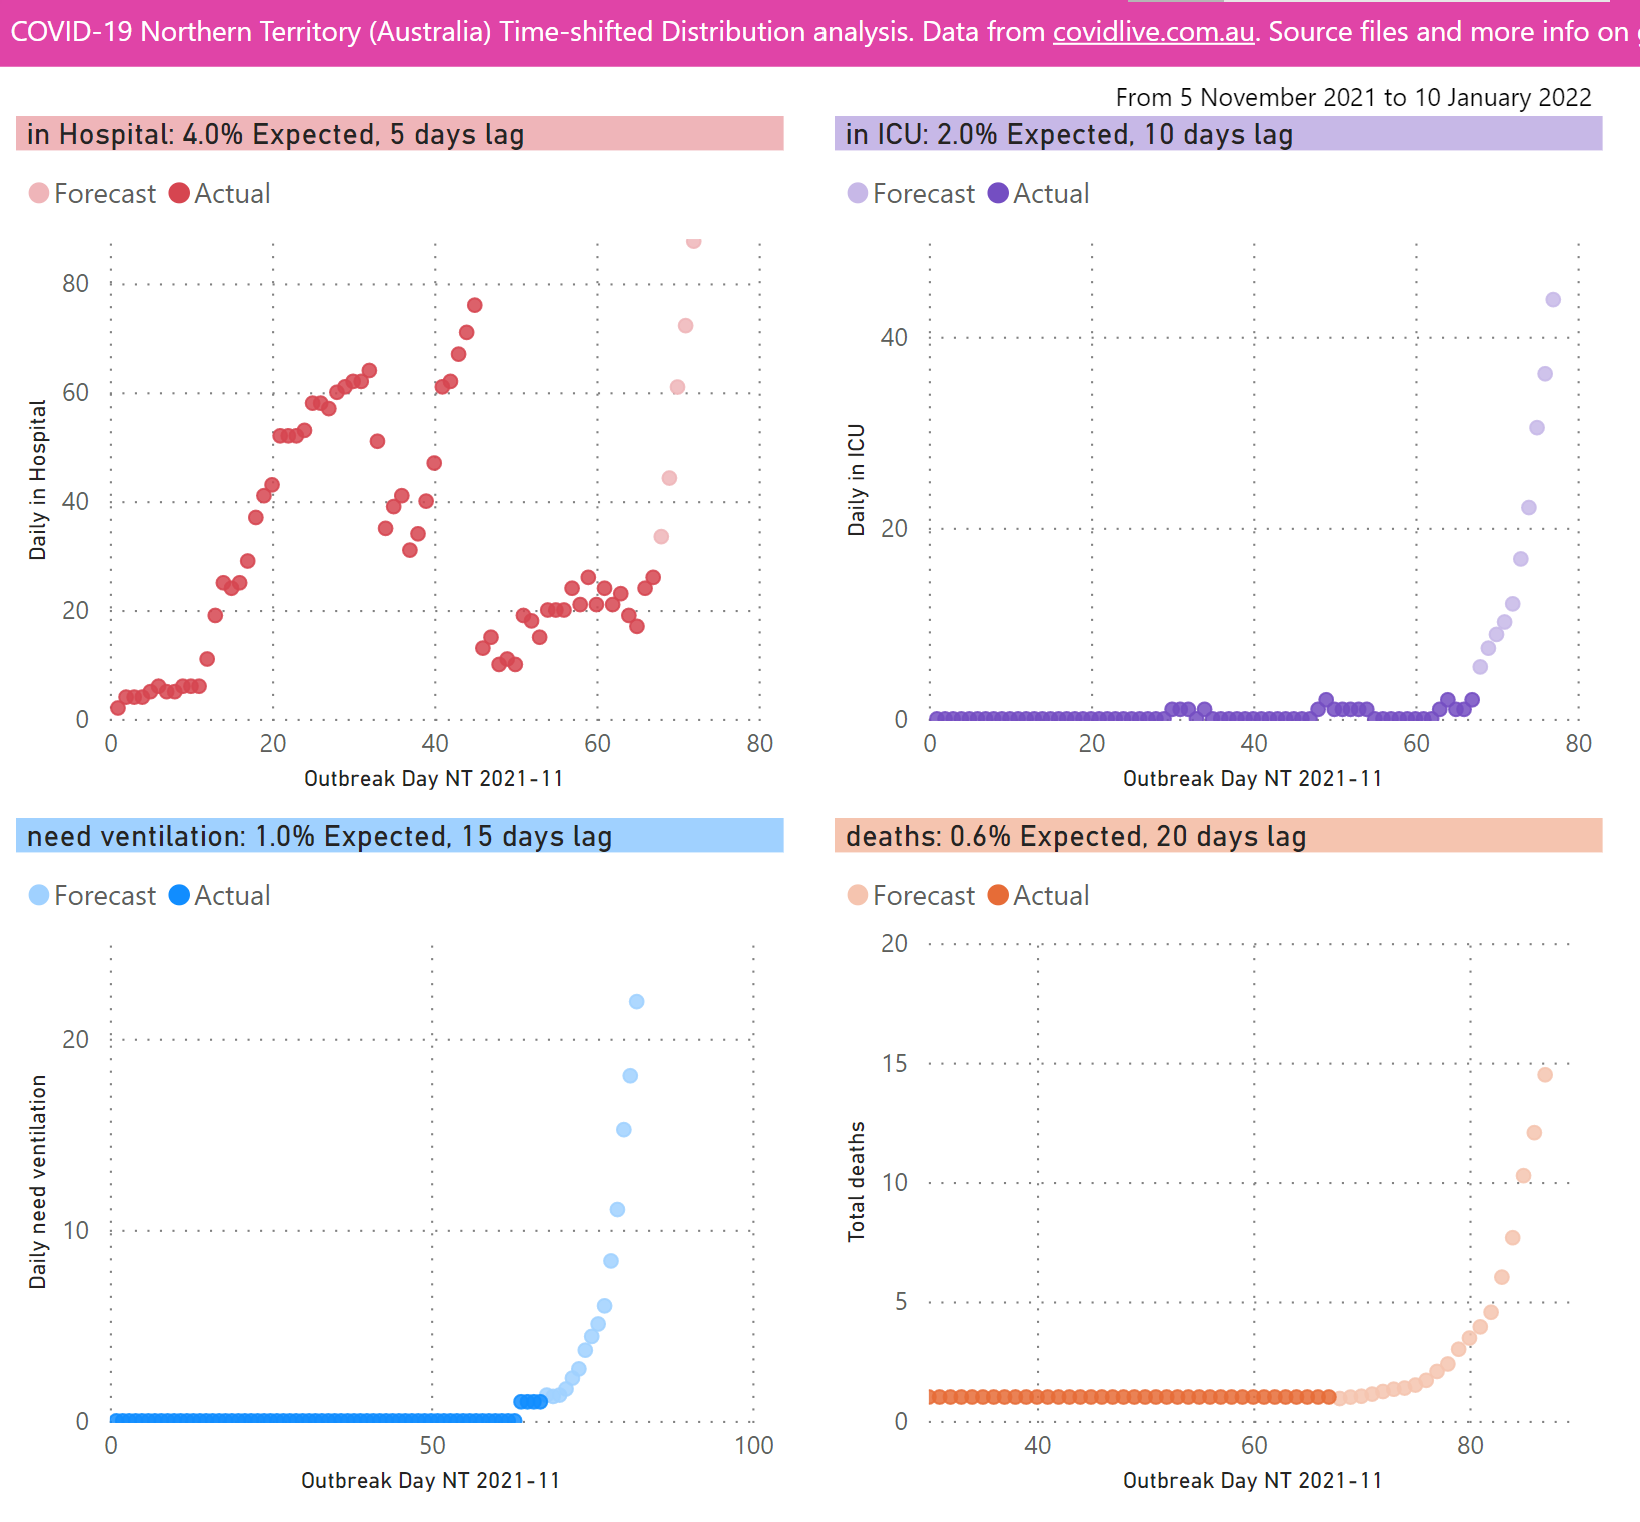 COVID-19 Northern Territory (Australia) Time-shifted Distribution analysis. Data from covidlive.com.au. Source files and more info on
From 5 November 2021 to 10 January 2022
in Hospital: 4.0% Expected, 5 days lag
Forecast Actual
Daily in Hospital
80
60
40
20
0
0 20 40 60 80
Outbreak Day NT 2021-11
in ICU: 2.0% Expected, 10 days lag
Forecast Actual
Daily in ICU
40
20
0
0 20 40 60 80
Outbreak Day NT 2021-11
need ventilation: 1.0% Expected, 15 days lag
Forecast Actual
Daily need ventilation
20
10
0
0 50 100
Outbreak Day NT 2021-11
deaths: 0.6% Expected, 20 days lag
Forecast Actual
Total deaths
20
15
10
5
0
40 60 80
Outbreak Day NT 2021-11